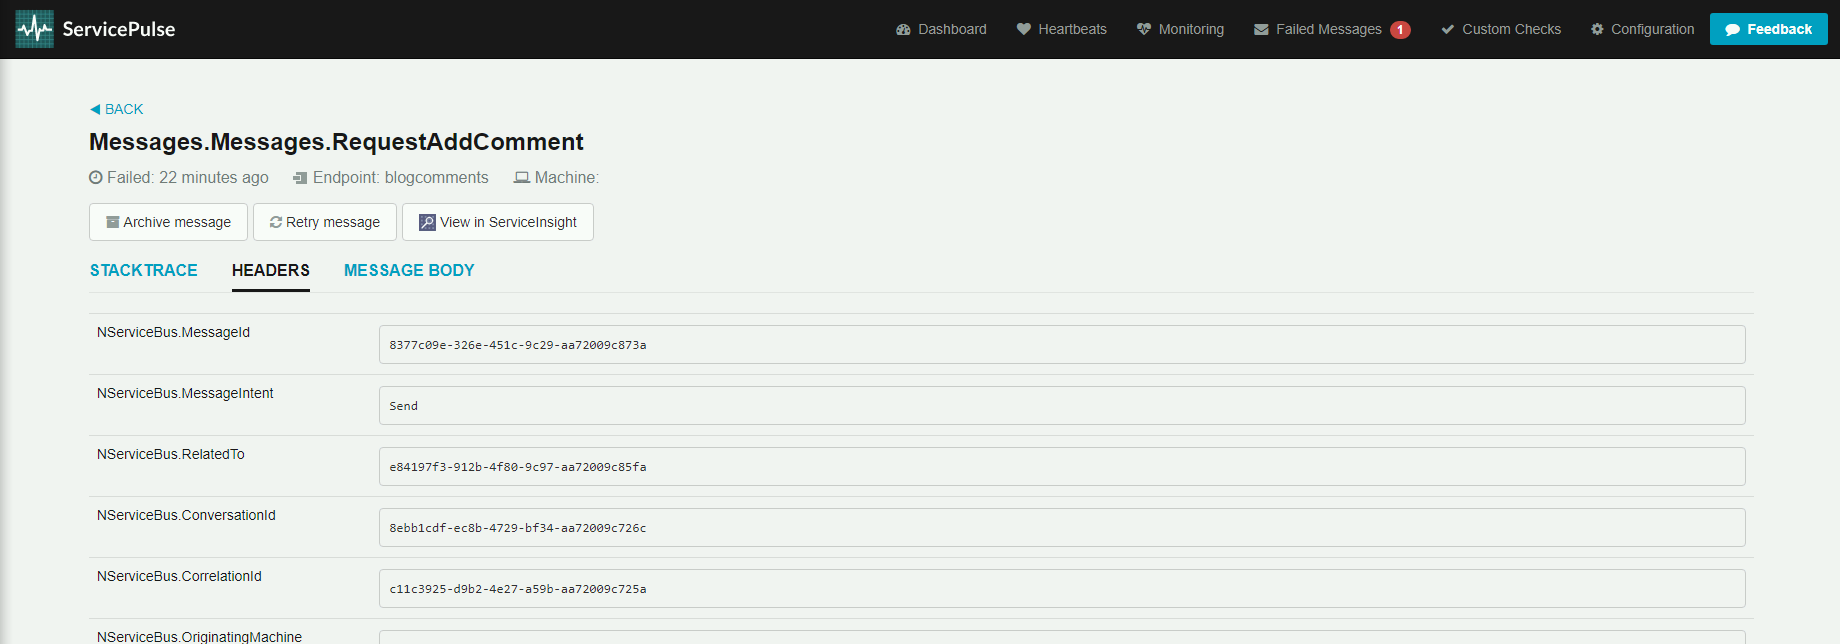 ServicePulse
Dashboard Heartbeats Monitoring Failed Messages 1 Custom Checks Configuration Feedback
BACK
Messages.Messages.RequestAddComment
Failed: 22 minutes ago Endpoint: blogcomments Machine:
Archive message Retry message View in ServiceInsight
STACKTRACE HEADERS MESSAGE BODY
NServiceBus.MessageId 8377c09e-326e-451c-9c29-aa72009c873a
NServiceBus.MessageIntent Send
NServiceBus.RelatedTo e84197f3-912b-4f80-9c97-aa72009c85fa
NServiceBus.ConversationId 8ebb1cdf-ec8b-4729-bf34-aa72009c726c
NServiceBus.CorrelationId c11c3925-d9b2-4e27-a59b-aa72009c725a
NServiceBus.OriginatingMachine